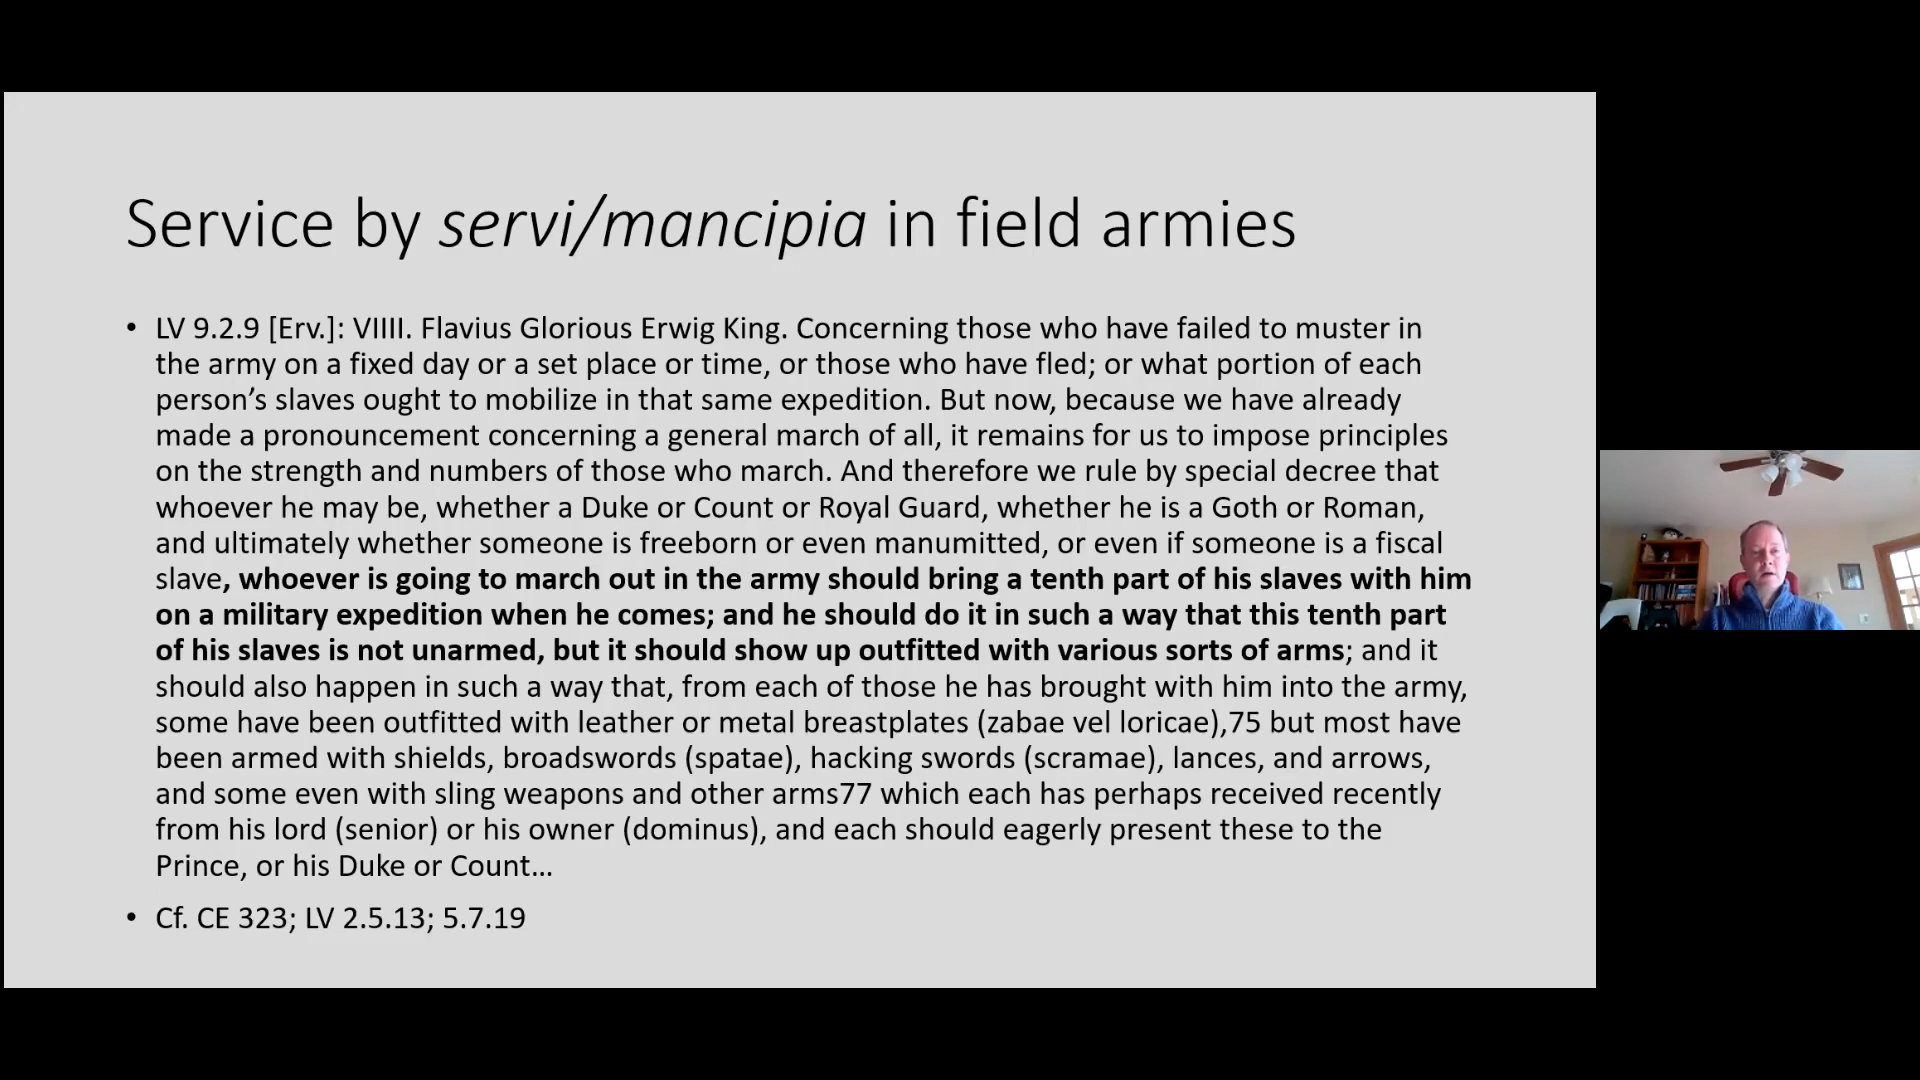 Service by servi/mancipia in field armies
• LV 9.2.9 [Erv.]: VIIII. Flavius Glorious Erwig King. Concerning those who have failed to muster in
the army on a fixed day or a set place or time, or those who have fled; or what portion of each
person’s slaves ought to mobilize in that same expedition. But now, because we have already
made a pronouncement concerning a general march of all, it remains for us to impose principles
on the strength and numbers of those who march. And therefore we rule by special decree that
whoever he may be, whether a Duke or Count or Royal Guard, whether he is a Goth or Roman,
and ultimately whether someone is freeborn or even manumitted, or even if someone is a fiscal
slave, whoever is going to march out in the army should bring a tenth part of his slaves with him
on a military expedition when he comes; and he should do it in such a way that this tenth part
of his slaves is not unarmed, but it should show up outfitted with various sorts of arms; and it
should also happen in such a way that, from each of those he has brought with him into the army,
some have been outfitted with leather or metal breastplates (zabae vel loricae),75 but most have
been armed with shields, broadswords (spatae), hacking swords (scramae), lances, and arrows,
and some even with sling weapons and other arms77 which each has perhaps received recently
from his lord (senior) or his owner (dominus), and each should eagerly present these to the
Prince, or his Duke or Count…
• Cf. CE 323; LV 2.5.13; 5.7.19